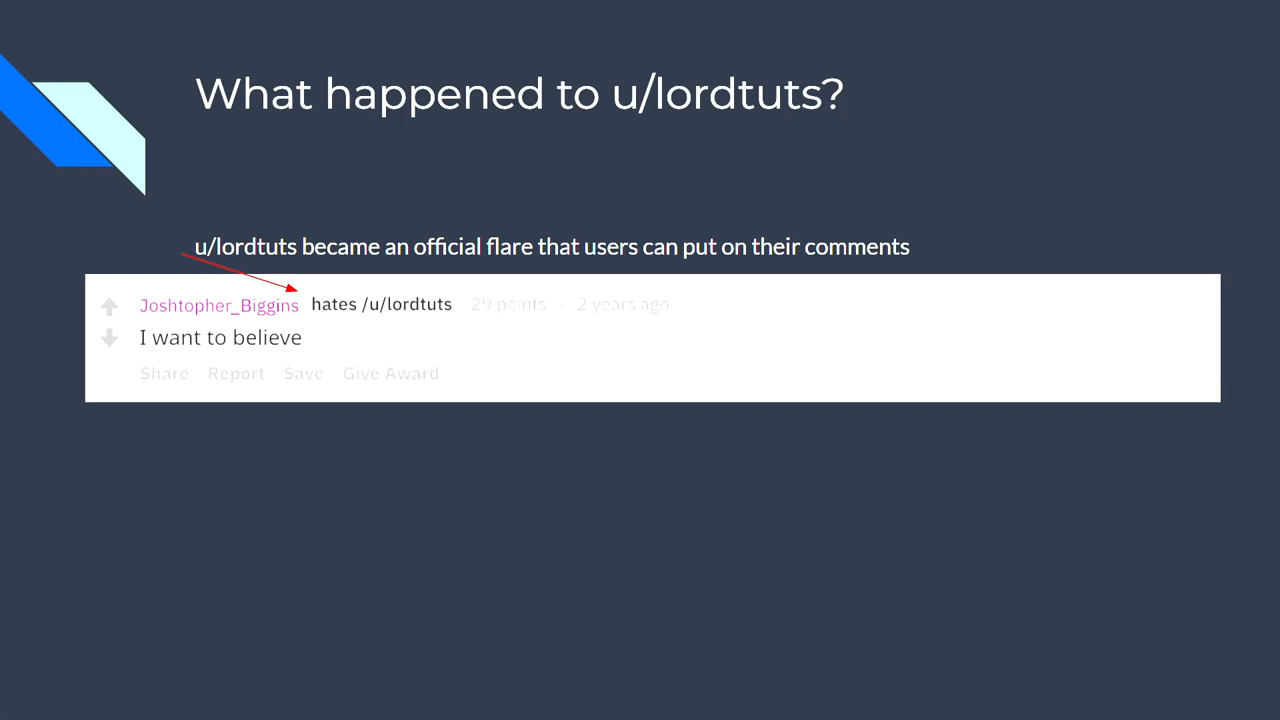 What happened to u/lordtuts?
u/lordtuts became an official flare that users can put on their comments
Joshtopher_Biggins hates /u/lordtuts 29 points · 2 years ago
I want to believe
Share Report Save Give Award